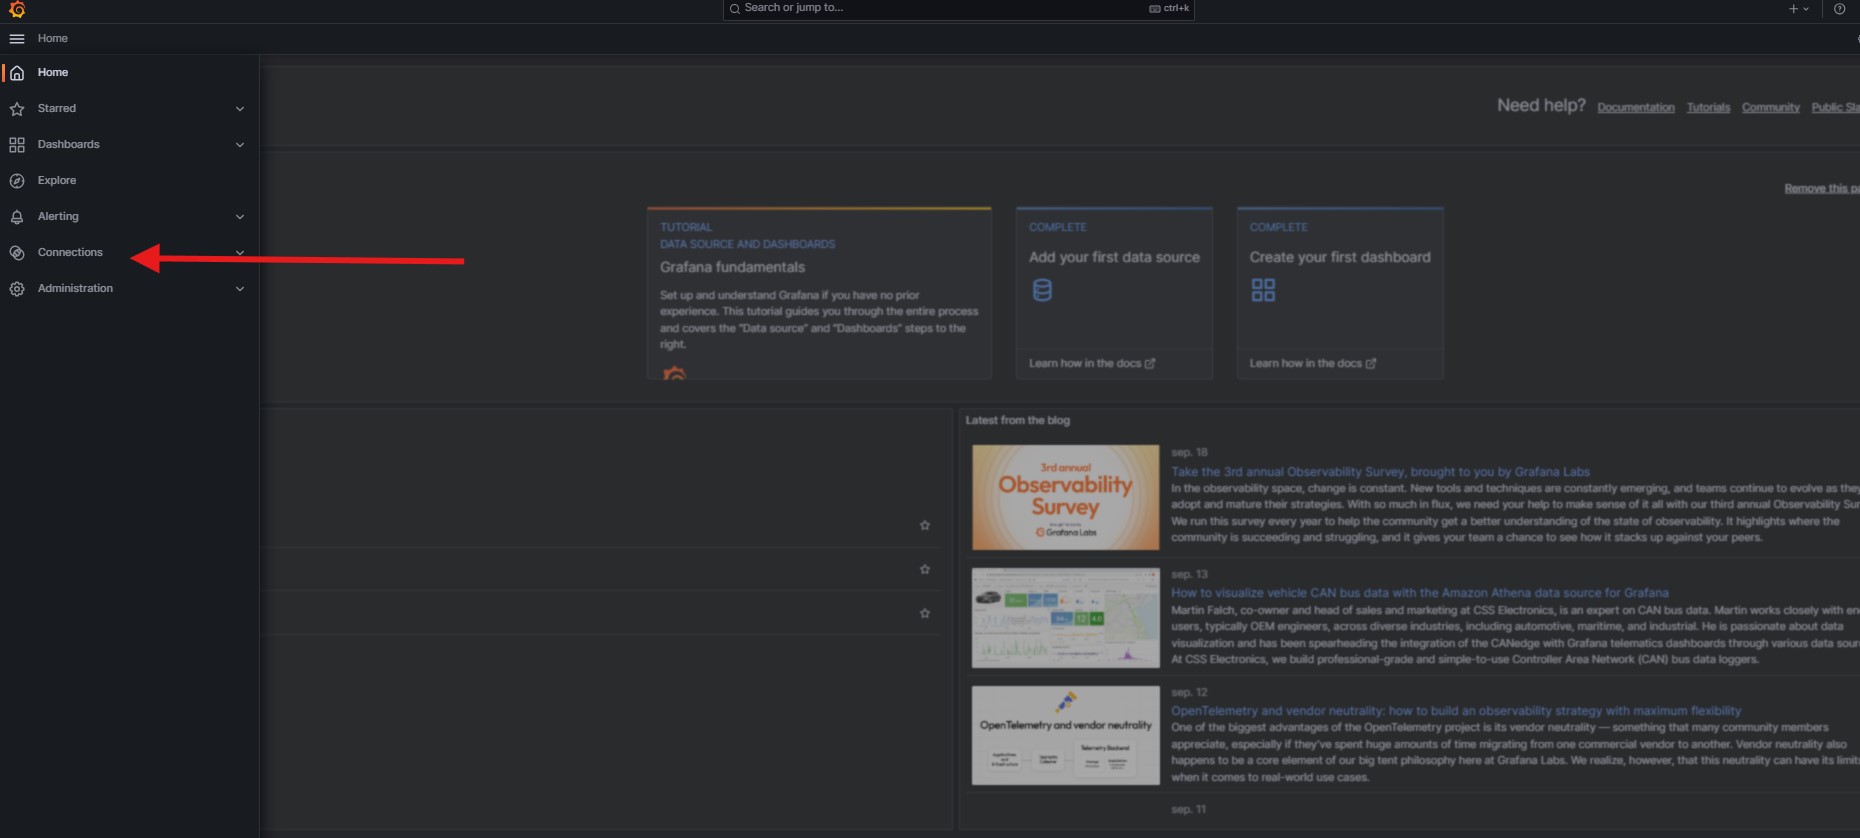 Search or jump to...
ctrl+k
Home
Home
Starred
Dashboards
Explore
Alerting
Connections
Administration
Need help?
Documentation
Tutorials
Community
Public Sla
Remove this pa
TUTORIAL
DATA SOURCE AND DASHBOARDS
Grafana fundamentals
Set up and understand Grafana if you have no prior
experience. This tutorial guides you through the entire process
and covers the "Data source" and "Dashboards" steps to the
right.
COMPLETE
Add your first data source
Learn how in the docs
COMPLETE
Create your first dashboard
Learn how in the docs
Latest from the blog
3rd annual
Observability
Survey
Grafana Labs
sep. 18
Take the 3rd annual Observability Survey, brought to you by Grafana Labs
In the observability space, change is constant. New tools and techniques are constantly emerging, and teams continue to evolve as they
adopt and mature their strategies. With so much in flux, we need your help to make sense of it all with our third annual Observability Sur
We run this survey every year to help the community get a better understanding of the state of observability. It highlights where the
community is succeeding and struggling, and it gives your team a chance to see how it stacks up against your peers.
sep. 13
How to visualize vehicle CAN bus data with the Amazon Athena data source for Grafana
Martin Falch, co-owner and head of sales and marketing at CSS Electronics, is an expert on CAN bus data. Martin works closely with en
users, typically OEM engineers, across diverse industries, including automotive, maritime, and industrial. He is passionate about data
visualization and has been spearheading the integration of the CANedge with Grafana telematics dashboards through various data sour
At CSS Electronics, we build professional-grade and simple-to-use Controller Area Network (CAN) bus data loggers.
OpenTelemetry and vendor neutrality
Telemetry Backend
sep. 12
OpenTelemetry and vendor neutrality: how to build an observability strategy with maximum flexibility
One of the biggest advantages of the OpenTelemetry project is its vendor neutrality — something that many community members
appreciate, especially if they've spent huge amounts of time migrating from one commercial vendor to another. Vendor neutrality also
happens to be a core element of our big tent philosophy here at Grafana Labs. We realize, however, that this neutrality can have its limit
when it comes to real-world use cases.
sep. 11